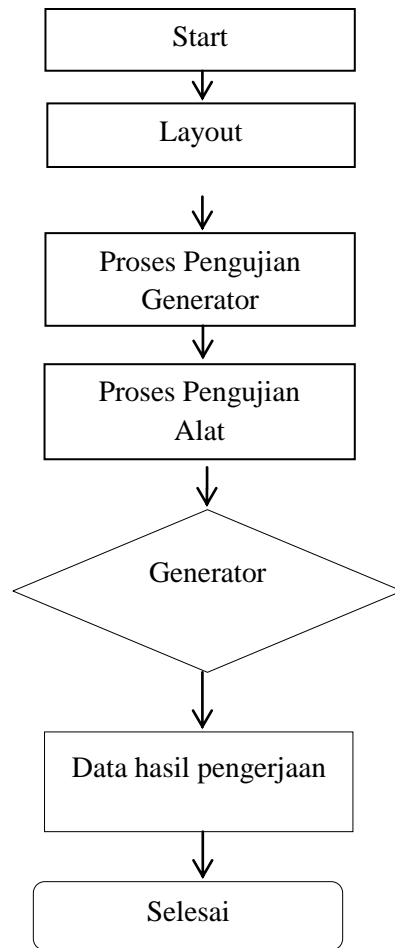 Start
Layout
Proses Pengujian
Generator
Proses Pengujian
Alat
Generator
Data hasil pengerjaan
Selesai